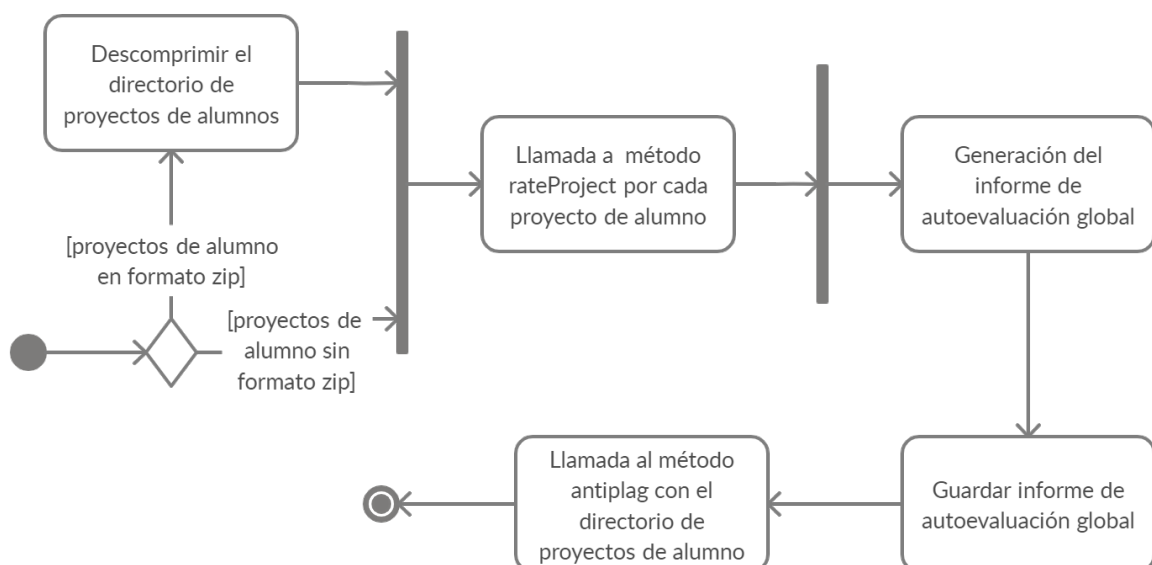 Descomprimir el
directorio de
proyectos de alumnos
[proyectos de alumno
en formato zip]
[proyectos de
alumno sin
formato zip]
Llamada a método
rateProject por cada
proyecto de alumno
Generación del
informe de
autoevaluación global
Guardar informe de
autoevaluación global
Llamada al método
antiplag con el
directorio de
proyectos de alumno